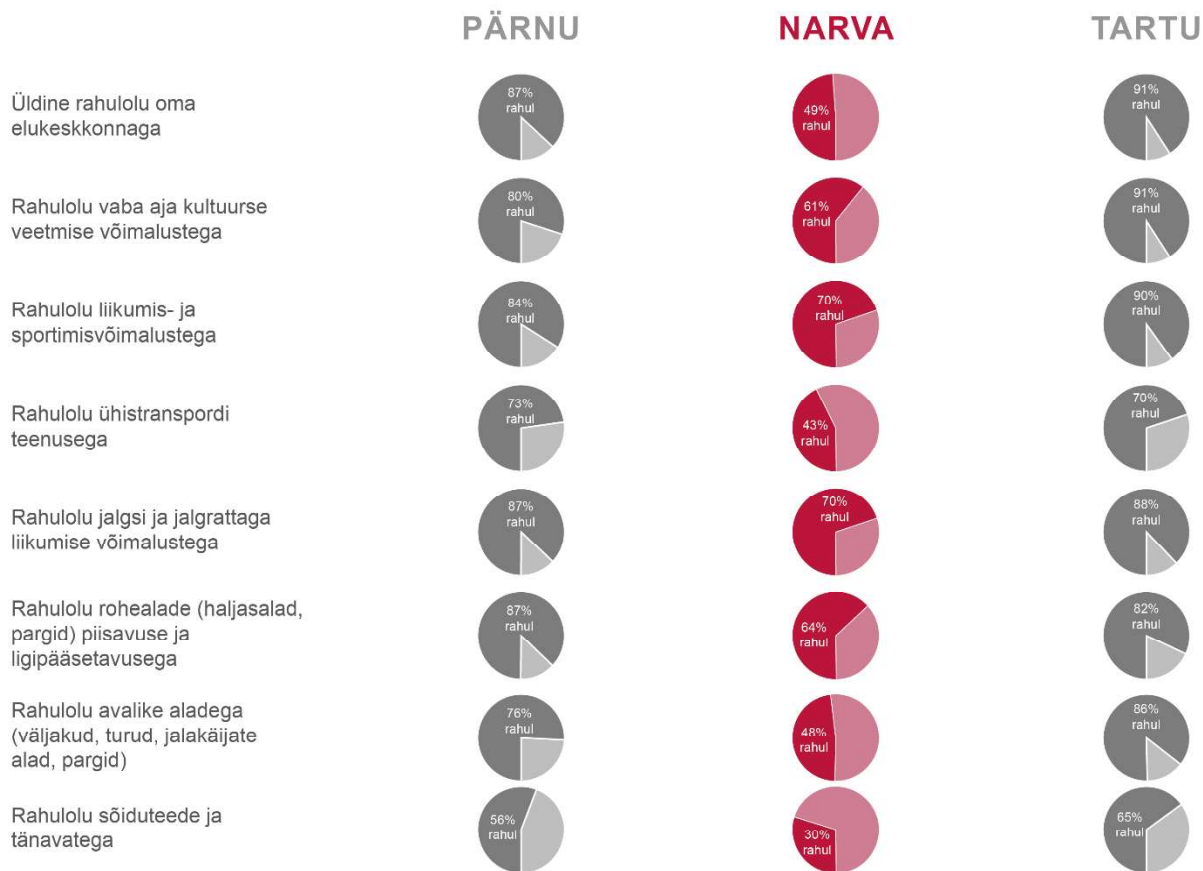 PÄRNU NARVA TARTU
Üldine rahulolu oma
elukeskkonnaga
87%
rahul
49%
rahul
91%
rahul
Rahulolu vaba aja kultuurse
veetmise võimalustega
80%
rahul
61%
rahul
91%
rahul
Rahulolu liikumis- ja
sportimisvõimalustega
84%
rahul
70%
rahul
90%
rahul
Rahulolu ühistranspordi
teenusega
73%
rahul
43%
rahul
70%
rahul
Rahulolu jalgsi ja jalgrattaga
liikumise võimalustega
87%
rahul
70%
rahul
88%
rahul
Rahulolu rohealade (haljasalad,
pargid) piisavuse ja
ligipääsetavusega
87%
rahul
64%
rahul
82%
rahul
Rahulolu avalike aladega
(väljakud, turud, jalakäijate
alad, pargid)
76%
rahul
48%
rahul
86%
rahul
Rahulolu sõiduteede ja
tänavatega
56%
rahul
30%
rahul
65%
rahul